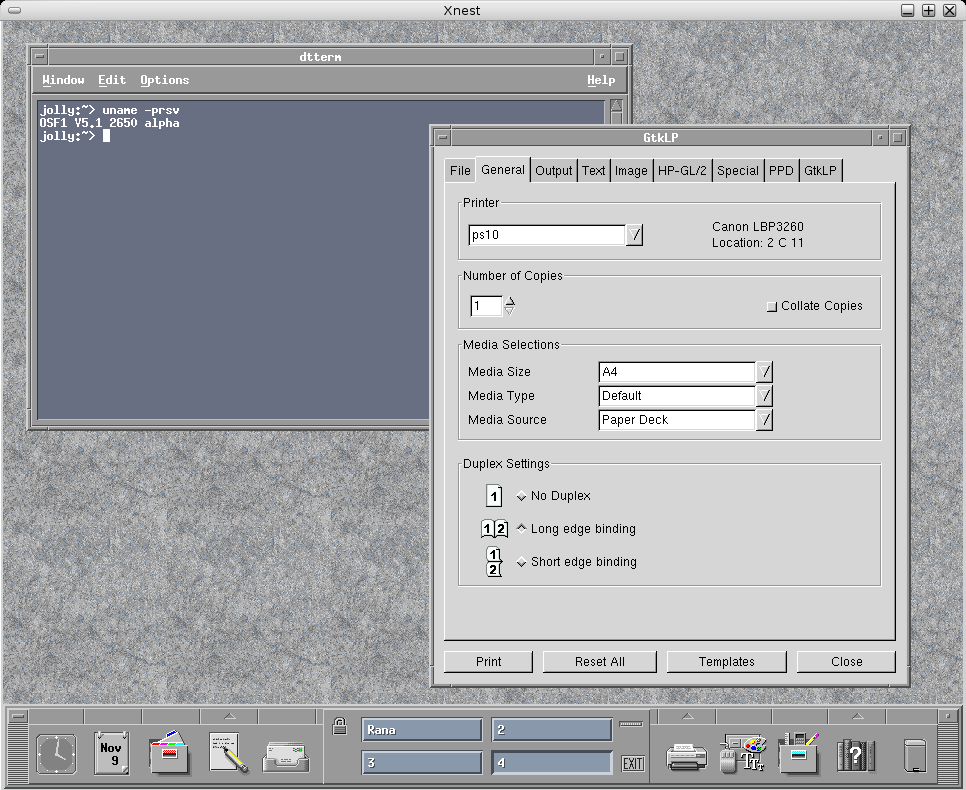 Xnest
dtterm
Window Edit Options Help
jolly:~> uname -prsv
OSF1 V5.1 2650 alpha
jolly:~>
GtkLP
File General Output Text Image HP-GL/2 Special PPD GtkLP
Printer
ps10
Canon LBP3260
Location: 2 C 11
Number of Copies
1
Collate Copies
Media Selections
Media Size A4
Media Type Default
Media Source Paper Deck
Duplex Settings
1 No Duplex
1 2 Long edge binding
1
2
Short edge binding
Print Reset All Templates Close
Nov
9
Rana 2
3 4
EXIT
TTT
?